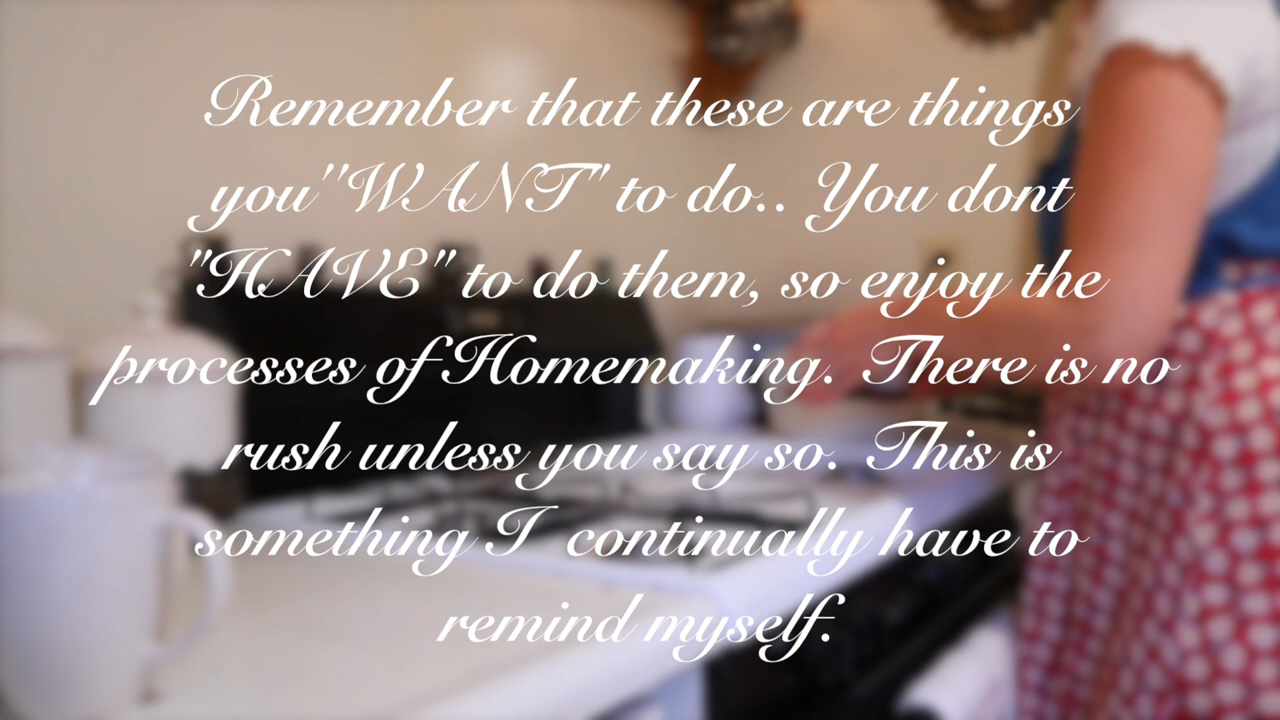 Remember that these are things
you"WANT" to do.. You dont
"HAVE" to do them, so enjoy the
processes of Homemaking. There is no
rush unless you say so. This is
something I continually have to
remind myself.